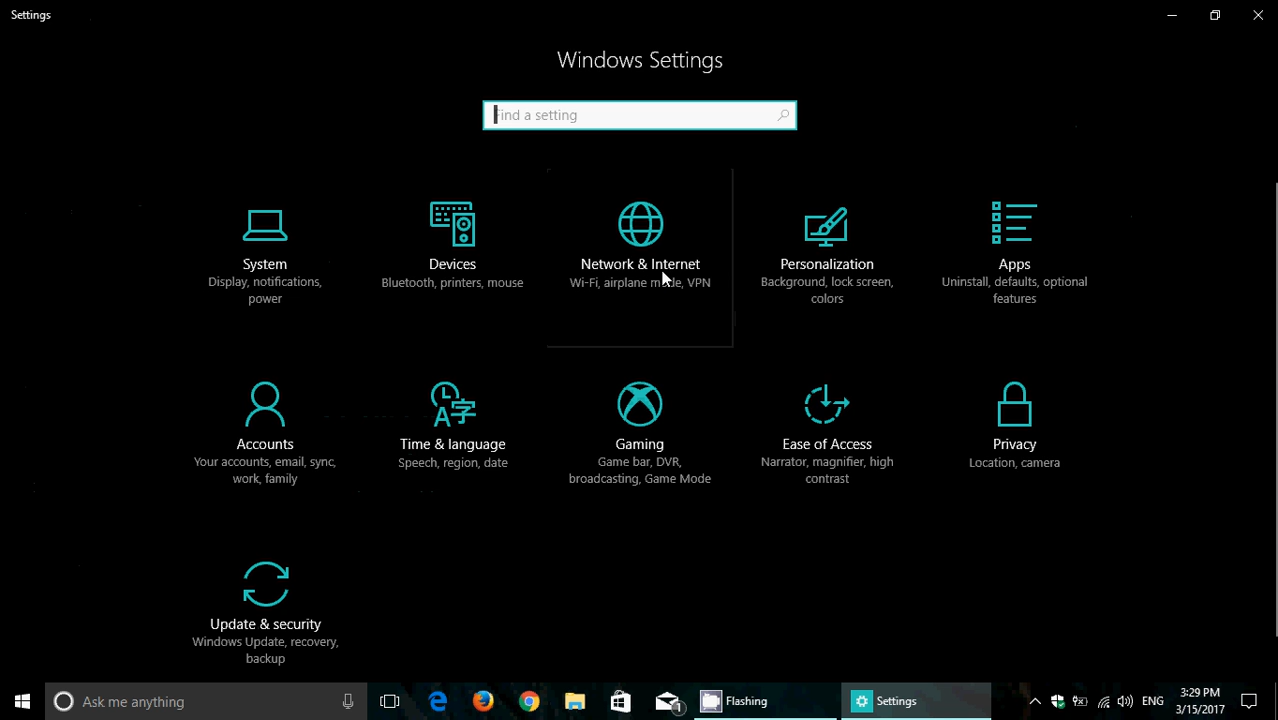 Settings
Windows Settings
Find a setting
System
Display, notifications,
power
Devices
Bluetooth, printers, mouse
Network & Internet
Wi-Fi, airplane mode, VPN
Personalization
Background, lock screen,
colors
Apps
Uninstall, defaults, optional
features
Accounts
Your accounts, email, sync,
work, family
Time & language
Speech, region, date
Gaming
Game bar, DVR,
broadcasting, Game Mode
Ease of Access
Narrator, magnifier, high
contrast
Privacy
Location, camera
Update & security
Windows Update, recovery,
backup
Ask me anything
1
Flashing
Settings
ENG
3:29 PM
3/15/2017